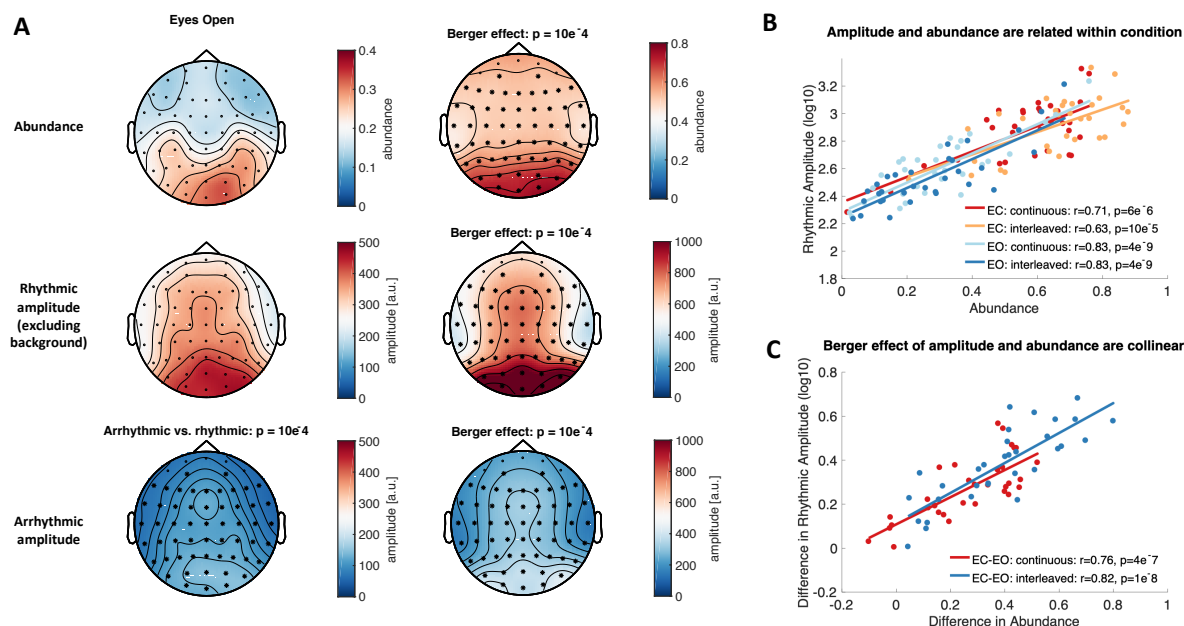 A
Eyes Open
Berger effect: p = 10e⁻4
Abundance
0.4
0.3
0.2
0.1
0
abundance
0.8
0.6
0.4
0.2
0
abundance
Rhythmic
amplitude
(excluding
background)
500
400
300
200
100
0
amplitude [a.u.]
Berger effect: p = 10e⁻4
1000
800
600
400
200
0
amplitude [a.u.]
Arrhythmic
amplitude
Arrhythmic vs. rhythmic: p = 10e⁻4
500
400
300
200
100
0
amplitude [a.u.]
Berger effect: p = 10e⁻4
1000
800
600
400
200
0
amplitude [a.u.]
B
Amplitude and abundance are related within condition
Rhythmic Amplitude (log10)
3.2
3
2.8
2.6
2.4
2.2
2
1.8
EC: continuous: r=0.71, p=6e⁻6
EC: interleaved: r=0.63, p=10e⁻5
EO: continuous: r=0.83, p=4e⁻9
EO: interleaved: r=0.83, p=4e⁻9
0
0.2
0.4
0.6
0.8
1
Abundance
C
Berger effect of amplitude and abundance are collinear
Difference in Rhythmic Amplitude (log10)
0.8
0.6
0.4
0.2
0
-0.2
EC-EO: continuous: r=0.76, p=4e⁻7
EC-EO: interleaved: r=0.82, p=1e⁻8
-0.2
0
0.2
0.4
0.6
0.8
1
Difference in Abundance